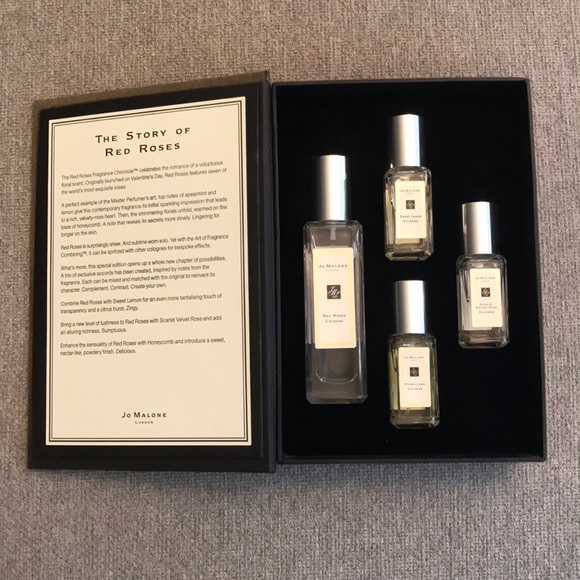 THE STORY OF
RED ROSES
The Red Roses Fragrance Chronicle™ celebrates the romance of a voluptuous
floral scent. Originally launched on Valentine's Day, Red Roses features seven of
the world's most exquisite roses.
A perfect example of the Master Perfumer's art, top notes of spearmint and
lemon give this contemporary fragrance its initial sparkling impression that leads
to a rich, velvety-rose heart. Then, the shimmering florals unfold, warmed on the
base of honeycomb. A note that reveals its secrets more slowly. Lingering for
longer on the skin.
Red Roses is surprisingly sheer. And sublime worn solo. Yet with the Art of Fragrance
Combining™, it can be spritzed with other colognes for bespoke effects.
What's more, this special edition opens up a whole new chapter of possibilities.
A trio of exclusive accords has been created, inspired by notes from the
fragrance. Each can be mixed and matched with the original to reinvent its
character. Complement. Contrast. Create your own.
Combine Red Roses with Sweet Lemon for an even more tantalising touch of
transparency and a citrus burst. Zingy.
Bring a new level of lustiness to Red Roses with Scarlet Velvet Rose and add
an alluring richness. Sumptuous.
Enhance the sensuality of Red Roses with Honeycomb and introduce a sweet,
nectar-like, powdery finish. Delicious.
JO MALONE
LONDON
JO MALONE
LONDON
RED ROSES
COLOGNE
JO MALONE
SWEET LEMON
COLOGNE
JO MALONE
SCARLET
VELVET ROSE
COLOGNE
JO MALONE
HONEYCOMB
COLOGNE